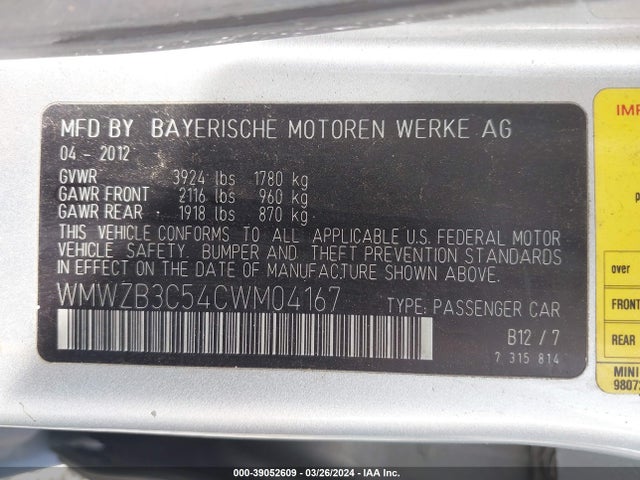 MFD BY BAYERISCHE MOTOREN WERKE AG
04 - 2012
GVWR 3924 lbs 1780 kg
GAWR FRONT 2116 lbs 960 kg
GAWR REAR 1918 lbs 870 kg
THIS VEHICLE CONFORMS TO ALL APPLICABLE U.S. FEDERAL MOTOR
VEHICLE SAFETY, BUMPER AND THEFT PREVENTION STANDARDS
IN EFFECT ON THE DATE OF MANUFACTURE SHOWN ABOVE.
WMWZB3C54CWM04167 TYPE: PASSENGER CAR
B12 / 7
7 315 814
over
FRONT
REAR
MINI
000-39052609 - 03/26/2024 - IAA Inc.